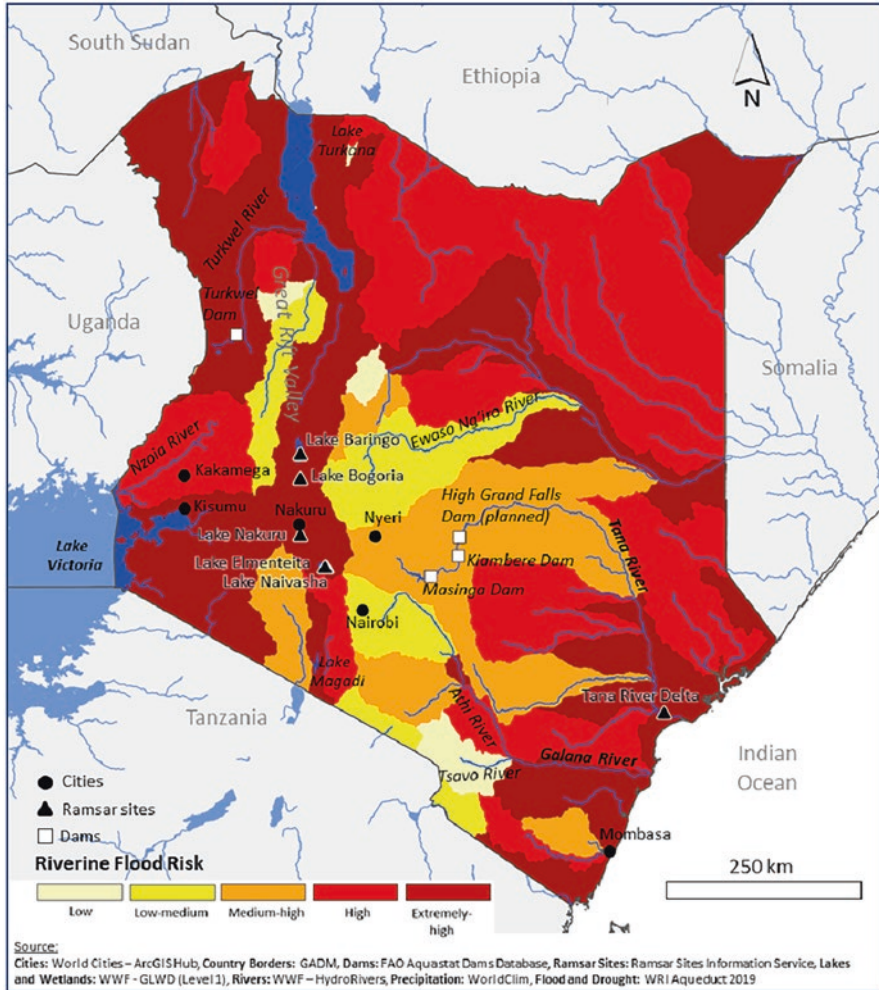 South Sudan
Ethiopia
N
Lake
Turkana
Turkwel River
Great Rift Valley
Turkwel
Dam
Uganda
Somalia
Lake Baringo
Ewaso Ng'iro River
Nzoia River
Kakamega
Lake Bogoria
High Grand Falls
Dam (planned)
Kisumu
Nakuru
Nyeri
Lake Nakuru
Tana River
Lake
Victoria
Kiambere Dam
Lake Elmenteita
Lake Naivasha
Masinga Dam
Nairobi
Lake
Magadi
Athi River
Tana River Delta
Tanzania
Galana River
Indian
Ocean
Tsavo River
Mombasa
Cities
Ramsar sites
Dams
Riverine Flood Risk
250 km
Low
Low-medium
Medium-high
High
Extremely-
high
Source:
Cities: World Cities – ArcGISHub, Country Borders: GADM, Dams: FAO Aquastat Dams Database, Ramsar Sites: Ramsar Sites Information Service, Lakes
and Wetlands: WWF - GLWD (Level 1), Rivers: WWF – HydroRivers, Precipitation: WorldClim, Flood and Drought: WRI Aqueduct 2019